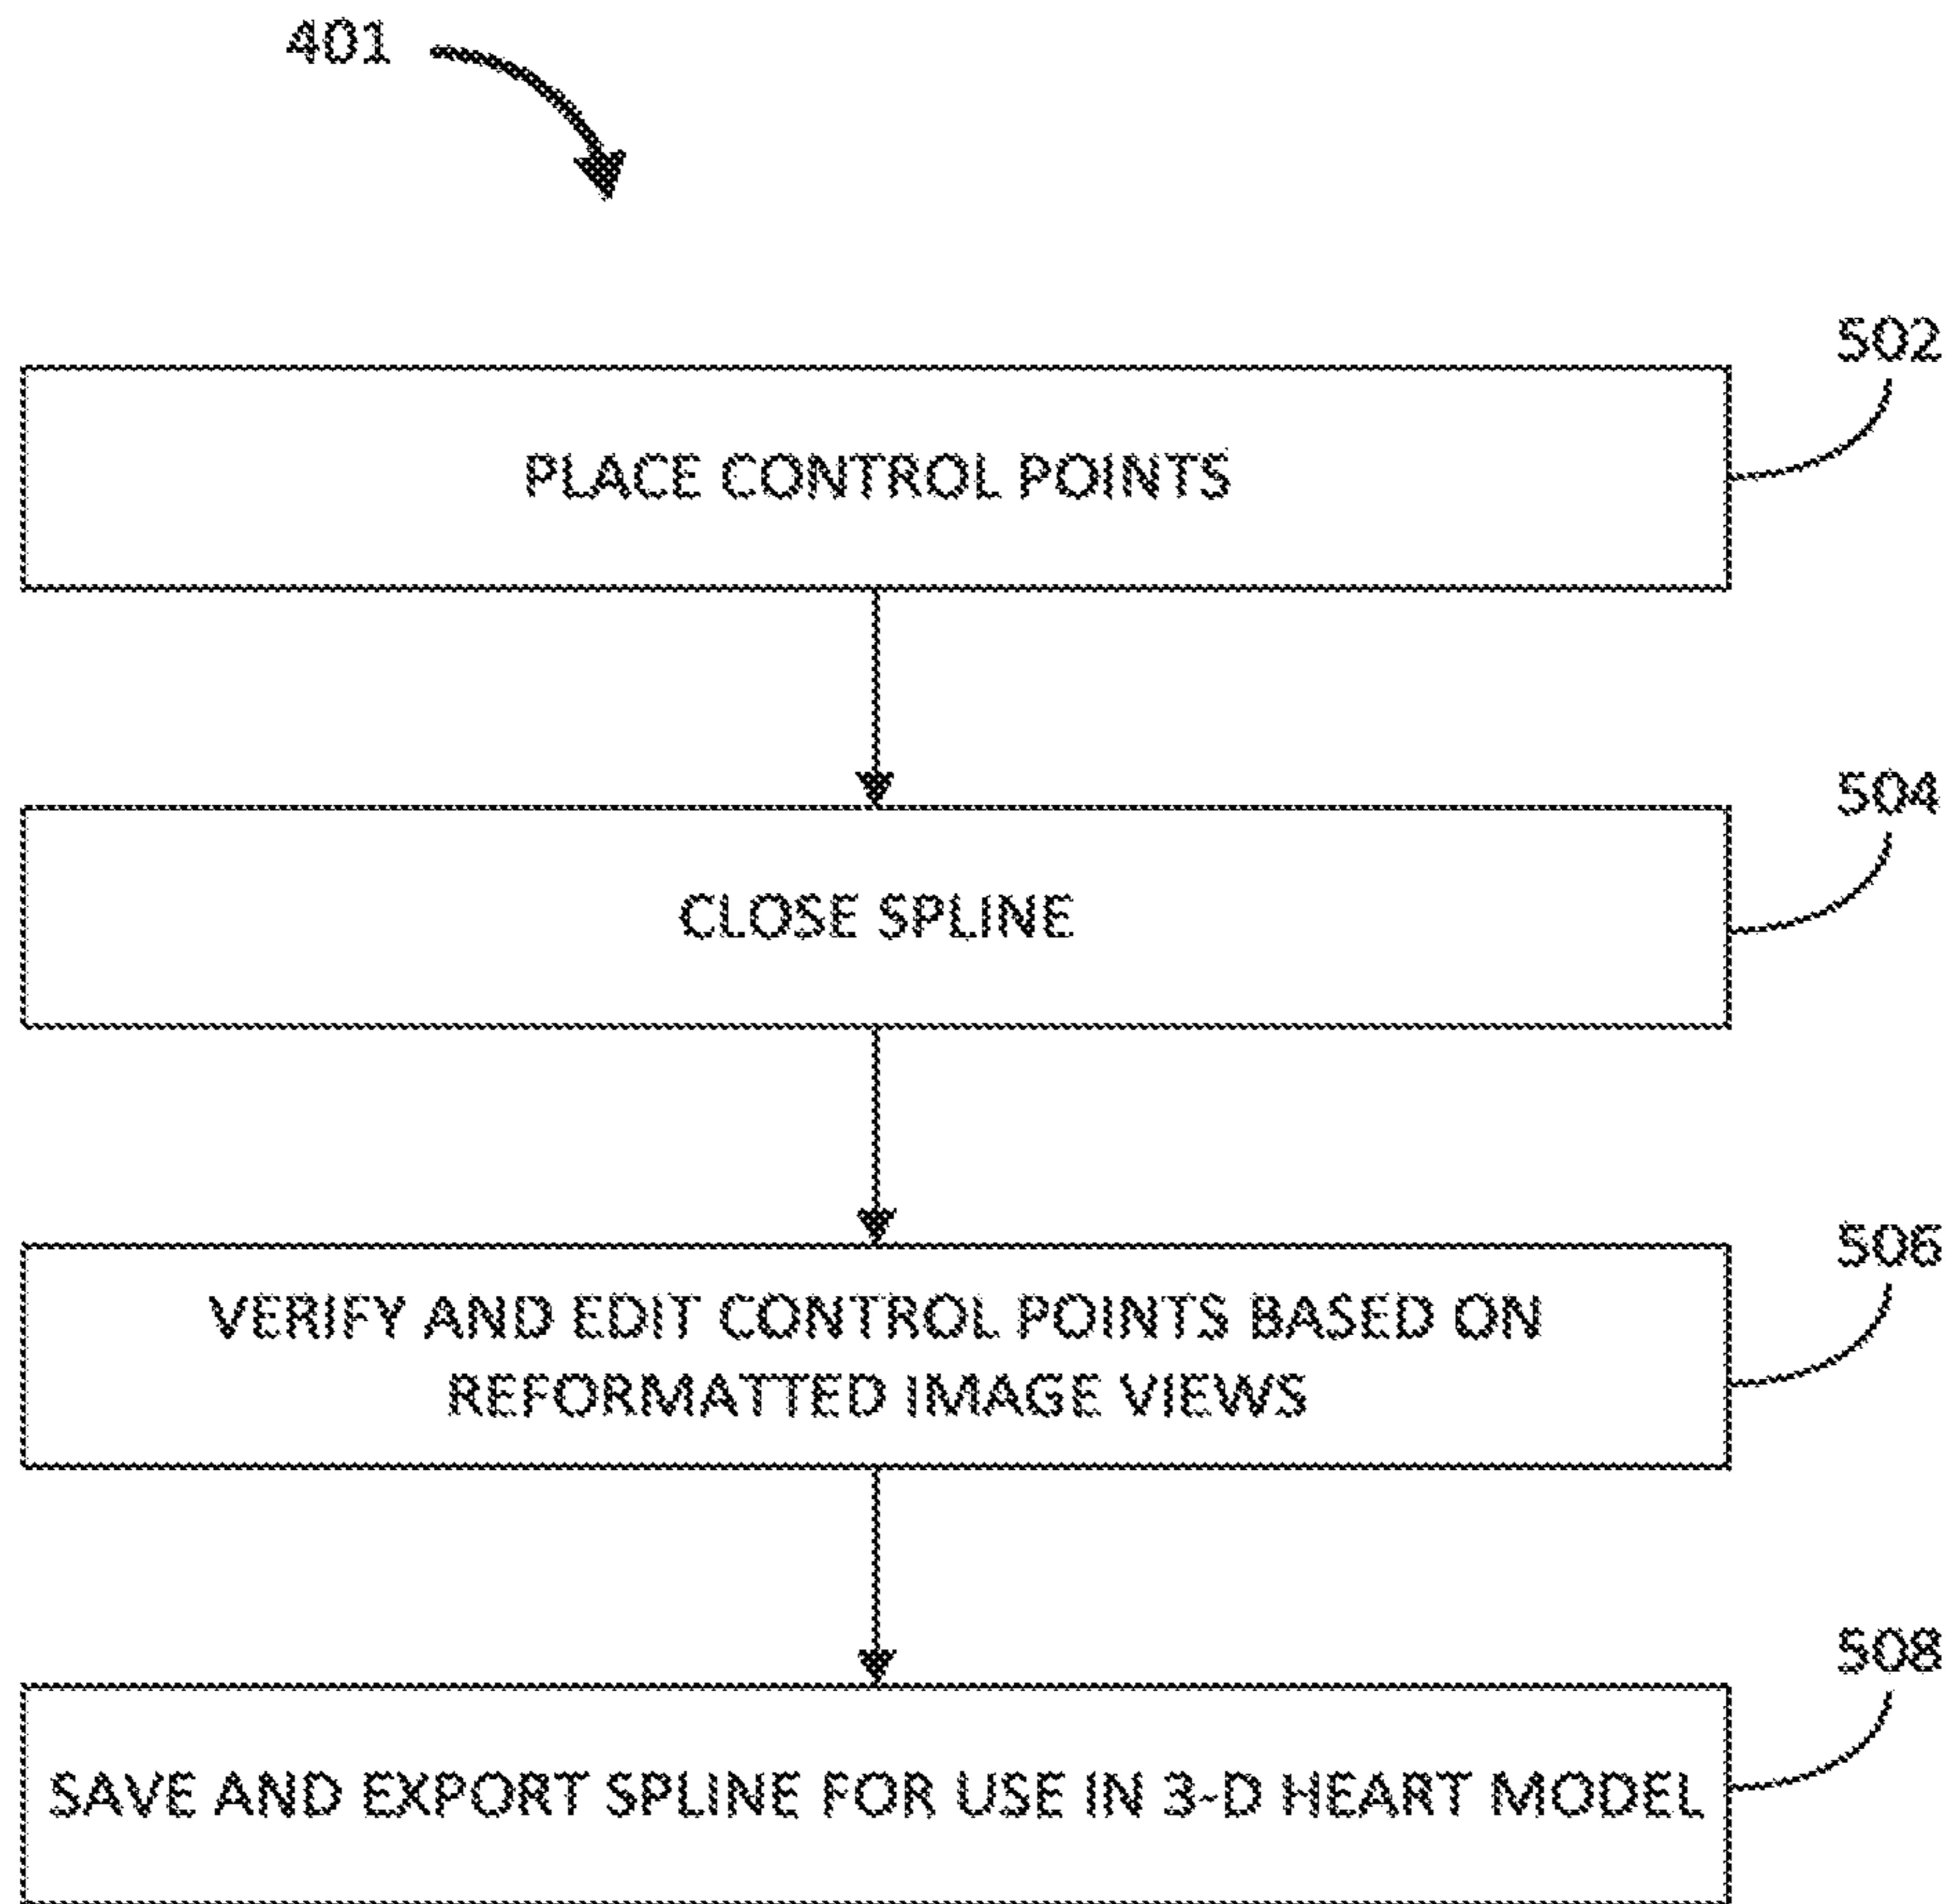 401
502
PLACE CONTROL POINTS
504
CLOSE SPLINE
506
VERIFY AND EDIT CONTROL POINTS BASED ON
REFORMATTED IMAGE VIEWS
508
SAVE AND EXPORT SPLINE FOR USE IN 3-D HEART MODEL